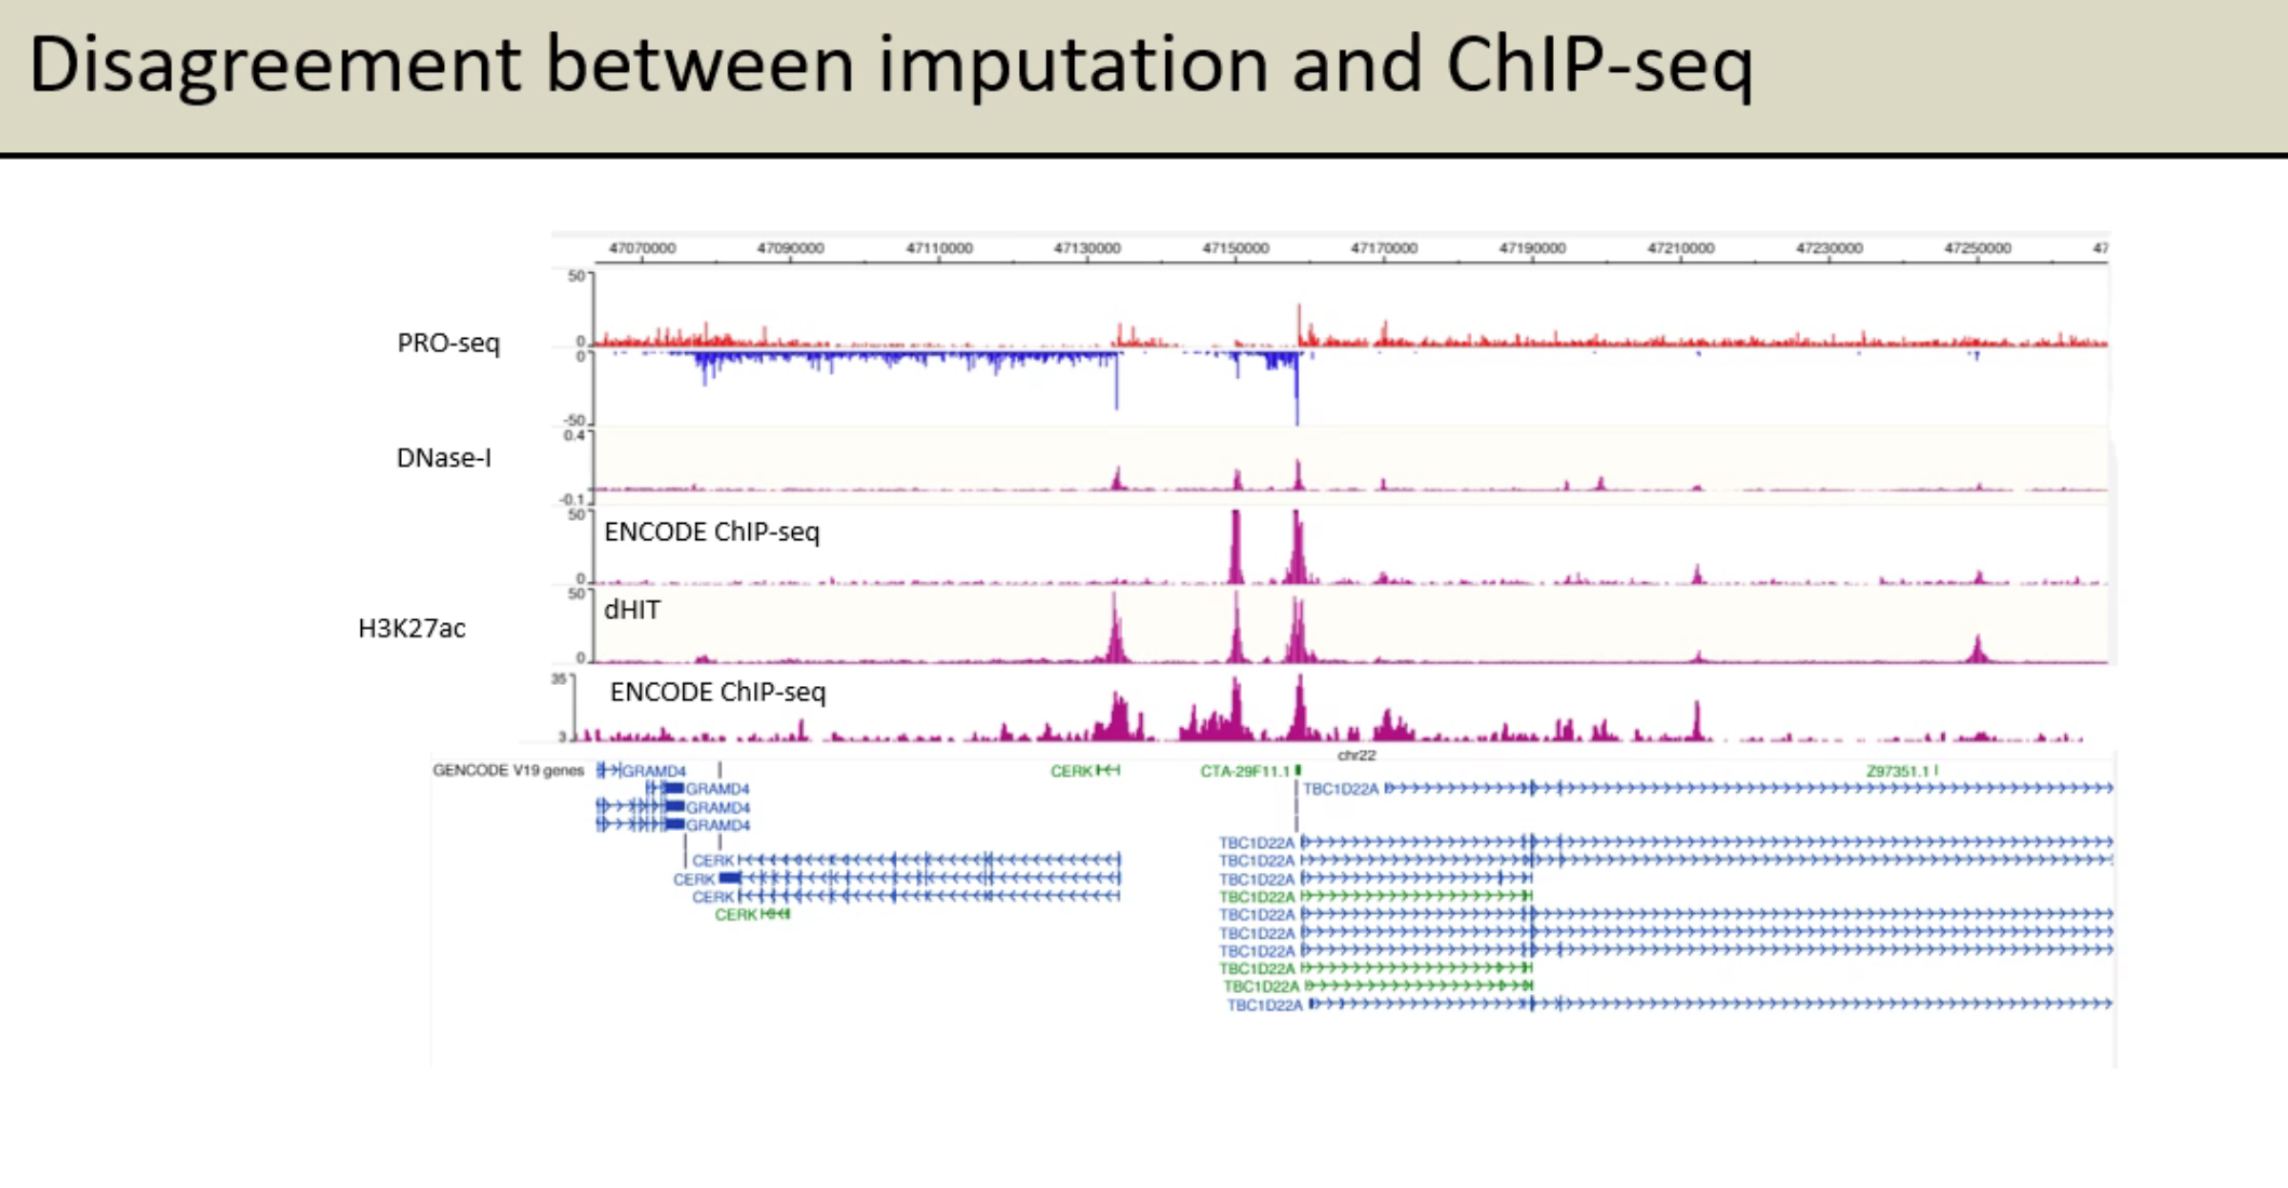 Disagreement between imputation and ChIP-seq
47070000 47090000 47110000 47130000 47150000 47170000 47190000 47210000 47230000 47250000 47
50
PRO-seq
0
0
-50
0.4
DNase-I
-0.1
50
ENCODE ChIP-seq
0
50
dHIT
H3K27ac
0
35
ENCODE ChIP-seq
3
chr22
GENCODE V19 genes GRAMD4 CERK CTA-29F11.1 Z97351.1
GRAMD4 TBC1D22A
GRAMD4
GRAMD4
TBC1D22A
CERK TBC1D22A
CERK TBC1D22A
CERK TBC1D22A
CERK TBC1D22A
TBC1D22A
TBC1D22A
TBC1D22A
TBC1D22A
TBC1D22A